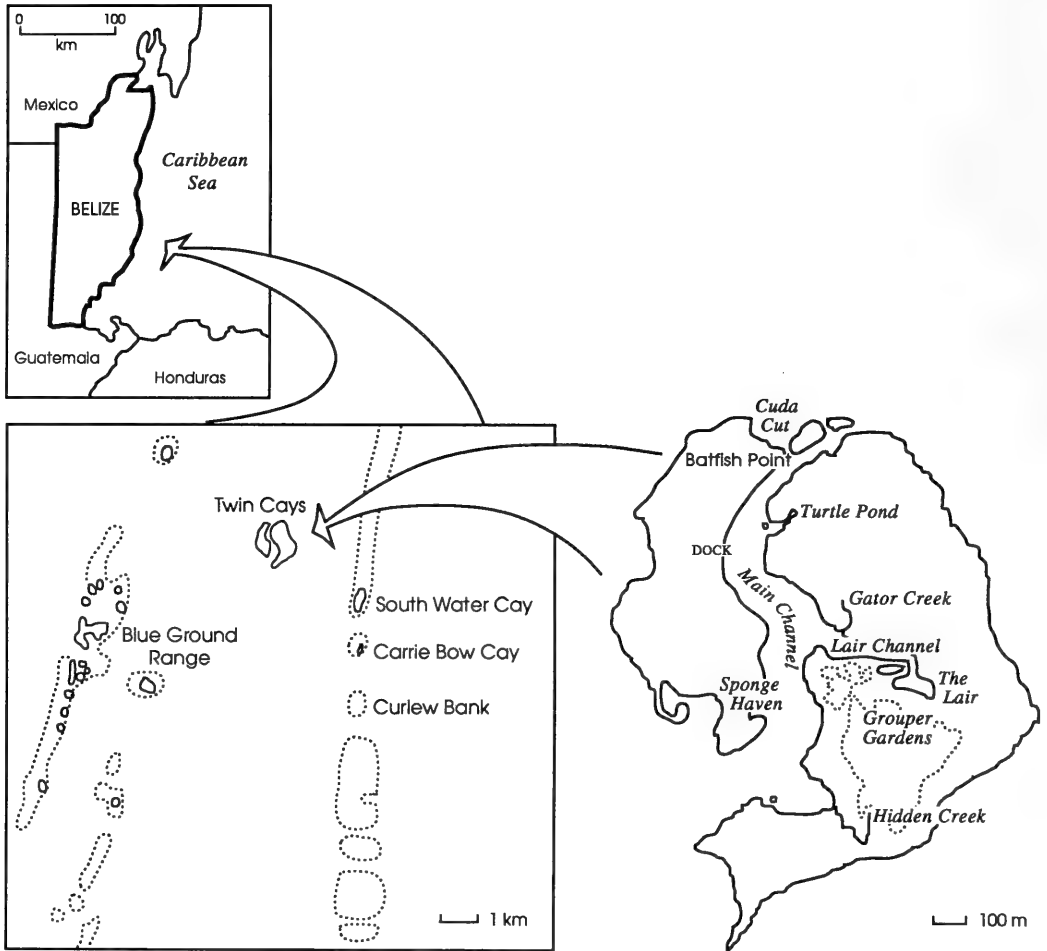 0 100
km
Mexico
Caribbean
Sea
BELIZE
Guatemala
Honduras
Twin Cays
South Water Cay
Blue Ground
Range
Carrie Bow Cay
Curlew Bank
1 km
Cuda
Cut
Batfish Point
Turtle Pond
DOCK
Main Channel
Gator Creek
Lair Channel
The
Lair
Sponge
Haven
Grouper
Gardens
Hidden Creek
100 m